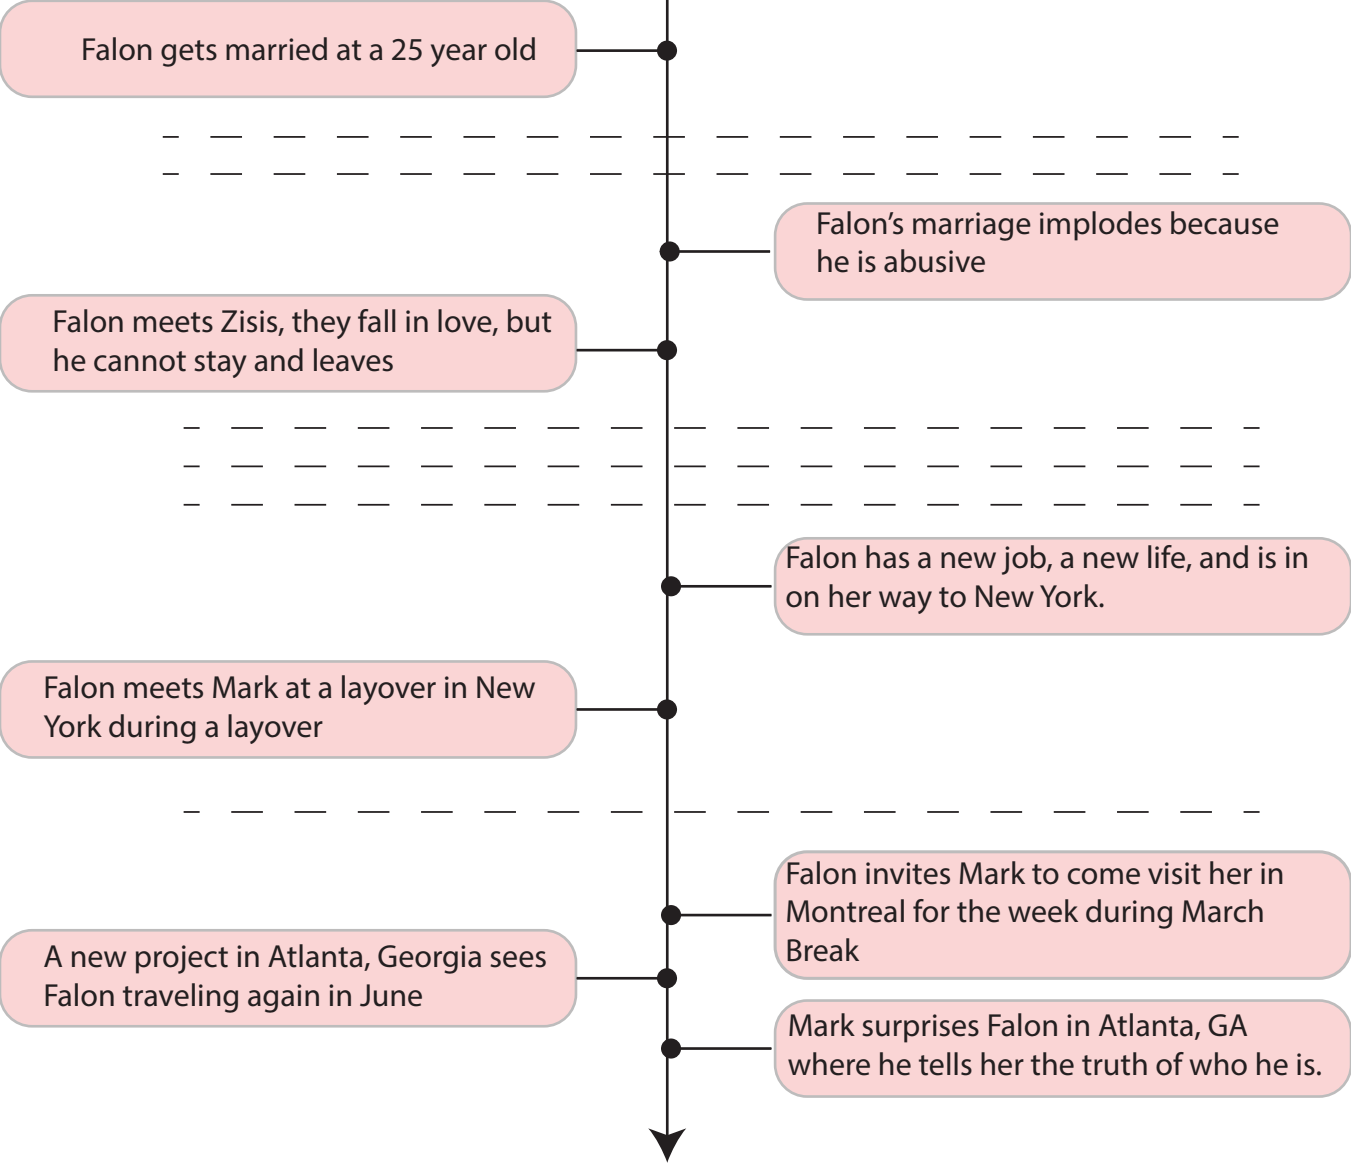 Falon gets married at a 25 year old
Falon’s marriage implodes because
he is abusive
Falon meets Zisis, they fall in love, but
he cannot stay and leaves
Falon has a new job, a new life, and is in
on her way to New York.
Falon meets Mark at a layover in New
York during a layover
Falon invites Mark to come visit her in
Montreal for the week during March
Break
A new project in Atlanta, Georgia sees
Falon traveling again in June
Mark surprises Falon in Atlanta, GA
where he tells her the truth of who he is.